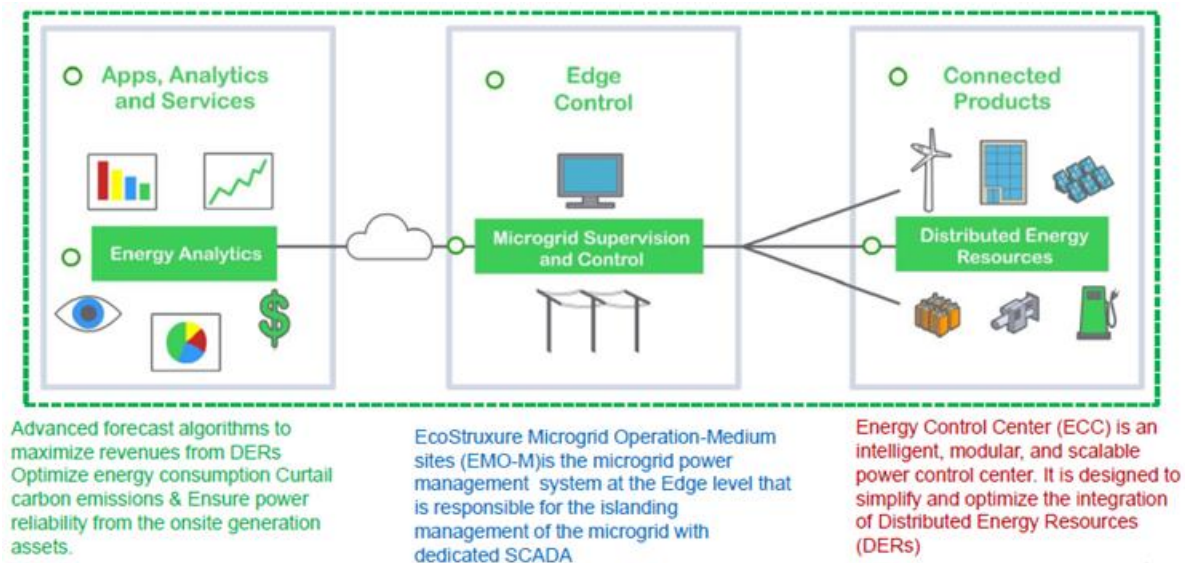 Apps, Analytics
and Services
Energy Analytics
Edge
Control
Microgrid Supervision
and Control
Connected
Products
Distributed Energy
Resources
Advanced forecast algorithms to
maximize revenues from DERs
Optimize energy consumption Curtail
carbon emissions & Ensure power
reliability from the onsite generation
assets.
EcoStruxure Microgrid Operation-Medium
sites (EMO-M)is the microgrid power
management system at the Edge level that
is responsible for the islanding
management of the microgrid with
dedicated SCADA
Energy Control Center (ECC) is an
intelligent, modular, and scalable
power control center. It is designed to
simplify and optimize the integration
of Distributed Energy Resources
(DERs)